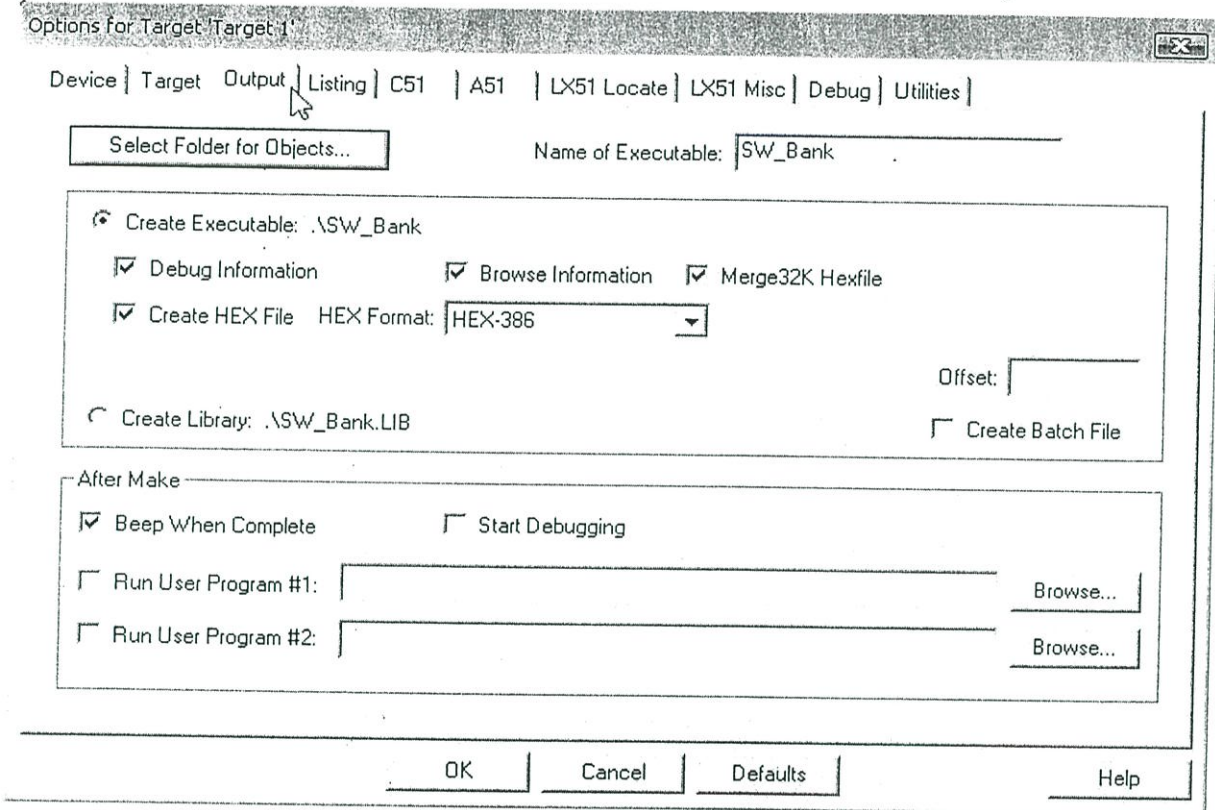 Options for Target 'Target 1'
Device Target Output Listing C51 A51 LX51 Locate LX51 Misc Debug Utilities
Select Folder for Objects... Name of Executable: SW_Bank
Create Executable: .\SW_Bank
Debug Information Browse Information Merge32K Hexfile
Create HEX File HEX Format: HEX-386
Offset:
Create Library: .\SW_Bank.LIB Create Batch File
After Make
Beep When Complete Start Debugging
Run User Program #1: Browse...
Run User Program #2: Browse...
OK Cancel Defaults Help